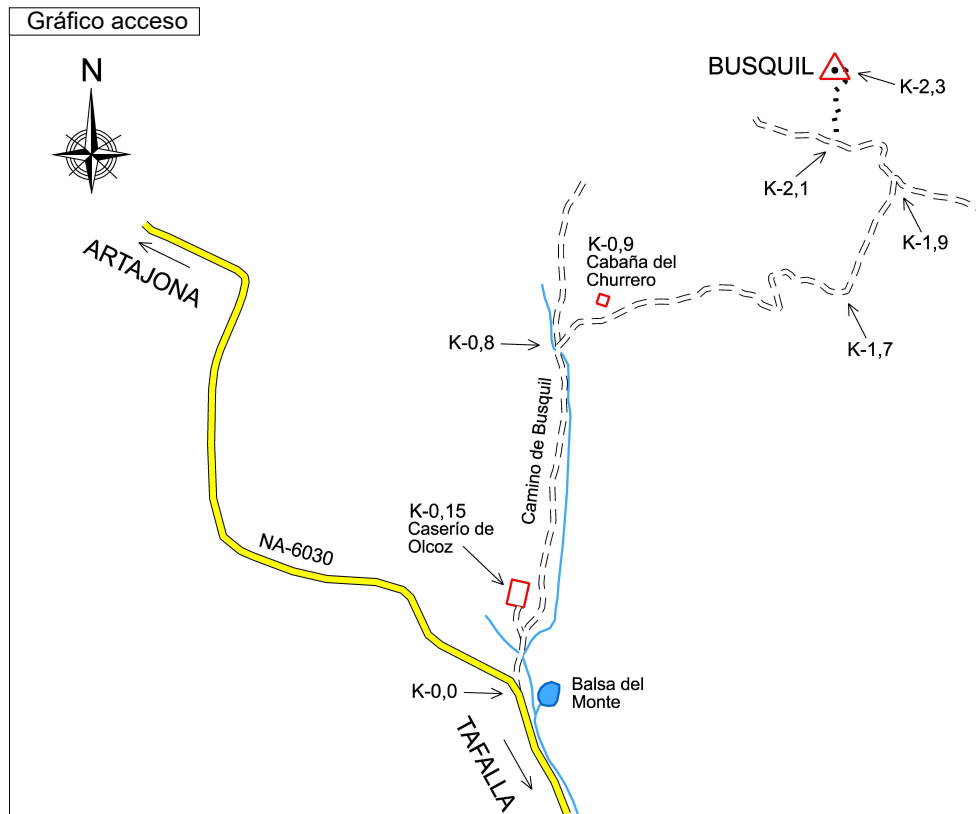 Gráfico acceso
N
BUSQUIL
K-2,3
K-2,1
K-1,9
ARTAJONA
K-0,9
Cabaña del
Churrero
K-0,8
K-1,7
Camino de Busquil
K-0,15
Caserío de
Olcoz
NA-6030
K-0,0
Balsa del
Monte
TAFALLA